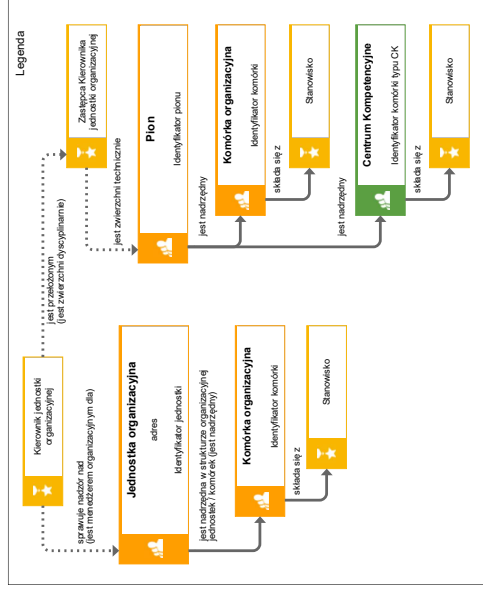 Legenda
Kierownik jednostki
organizacyjnej
jest przełożonym
(jest zwierzchni dyscyplinarnie)
Zastępca Kierownika
jednostki organizacyjnej
sprawuje nadzór nad
(jest menedżerem organizacyjnym dla)
jest zwierzchni technicznie
Jednostka organizacyjna
adres
Identyfikator jednostki
Pion
Identyfikator pionu
jest nadrzędna w strukturze organizacyjnej
jednostek / komórek (jest nadrzędny)
jest nadrzędny
Komórka organizacyjna
Identyfikator komórki
Komórka organizacyjna
Identyfikator komórki
składa się z
składa się z
Stanowisko
Stanowisko
jest nadrzędny
Centrum Kompetencyjne
Identyfikator komórki typu CK
składa się z
Stanowisko